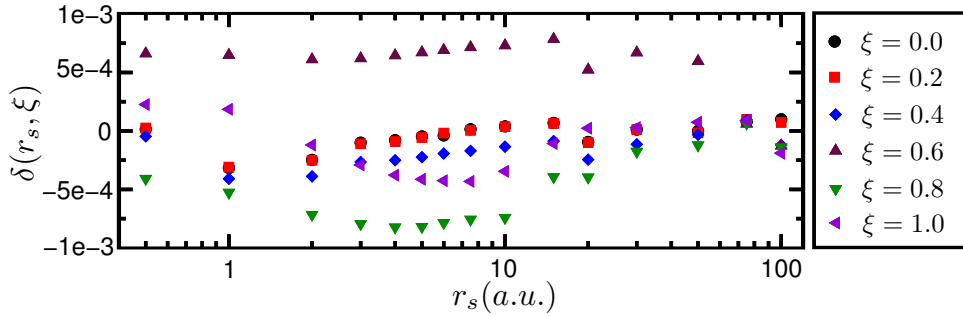 1e-3
5e-4
0
-5e-4
-1e-3
δ(r_s, ξ)
1
10
100
r_s(a.u.)
ξ = 0.0
ξ = 0.2
ξ = 0.4
ξ = 0.6
ξ = 0.8
ξ = 1.0